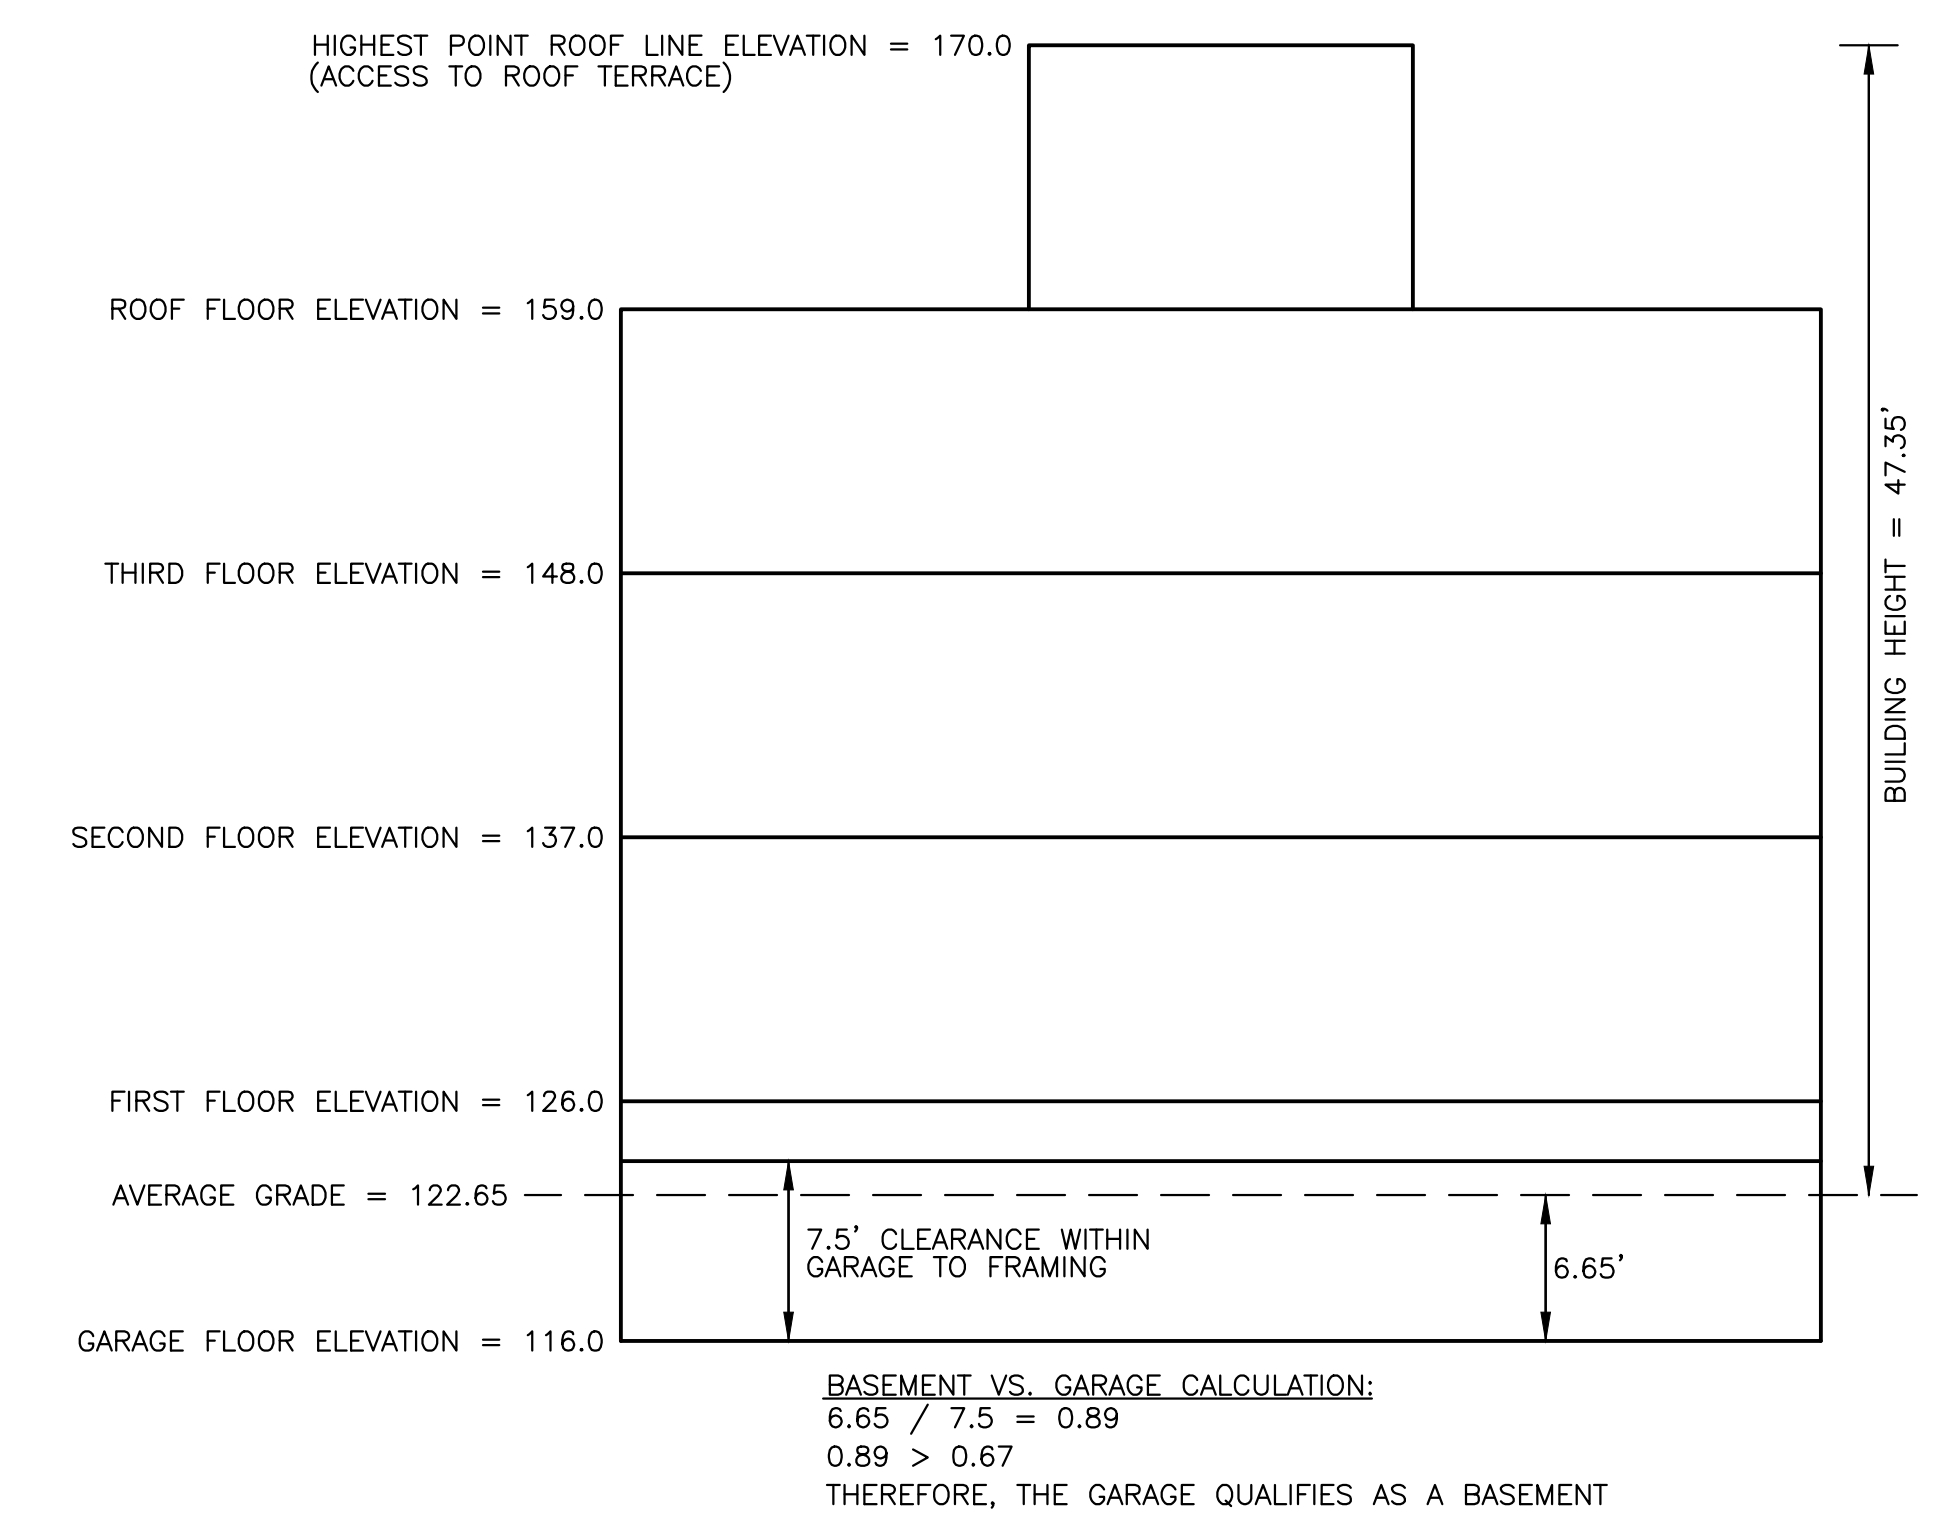 HIGHEST POINT ROOF LINE ELEVATION = 170.0
(ACCESS TO ROOF TERRACE)
ROOF FLOOR ELEVATION = 159.0
BUILDING HEIGHT = 47.35'
THIRD FLOOR ELEVATION = 148.0
SECOND FLOOR ELEVATION = 137.0
FIRST FLOOR ELEVATION = 126.0
AVERAGE GRADE = 122.65
7.5' CLEARANCE WITHIN
GARAGE TO FRAMING
6.65'
GARAGE FLOOR ELEVATION = 116.0
BASEMENT VS. GARAGE CALCULATION:
6.65 / 7.5 = 0.89
0.89 > 0.67
THEREFORE, THE GARAGE QUALIFIES AS A BASEMENT